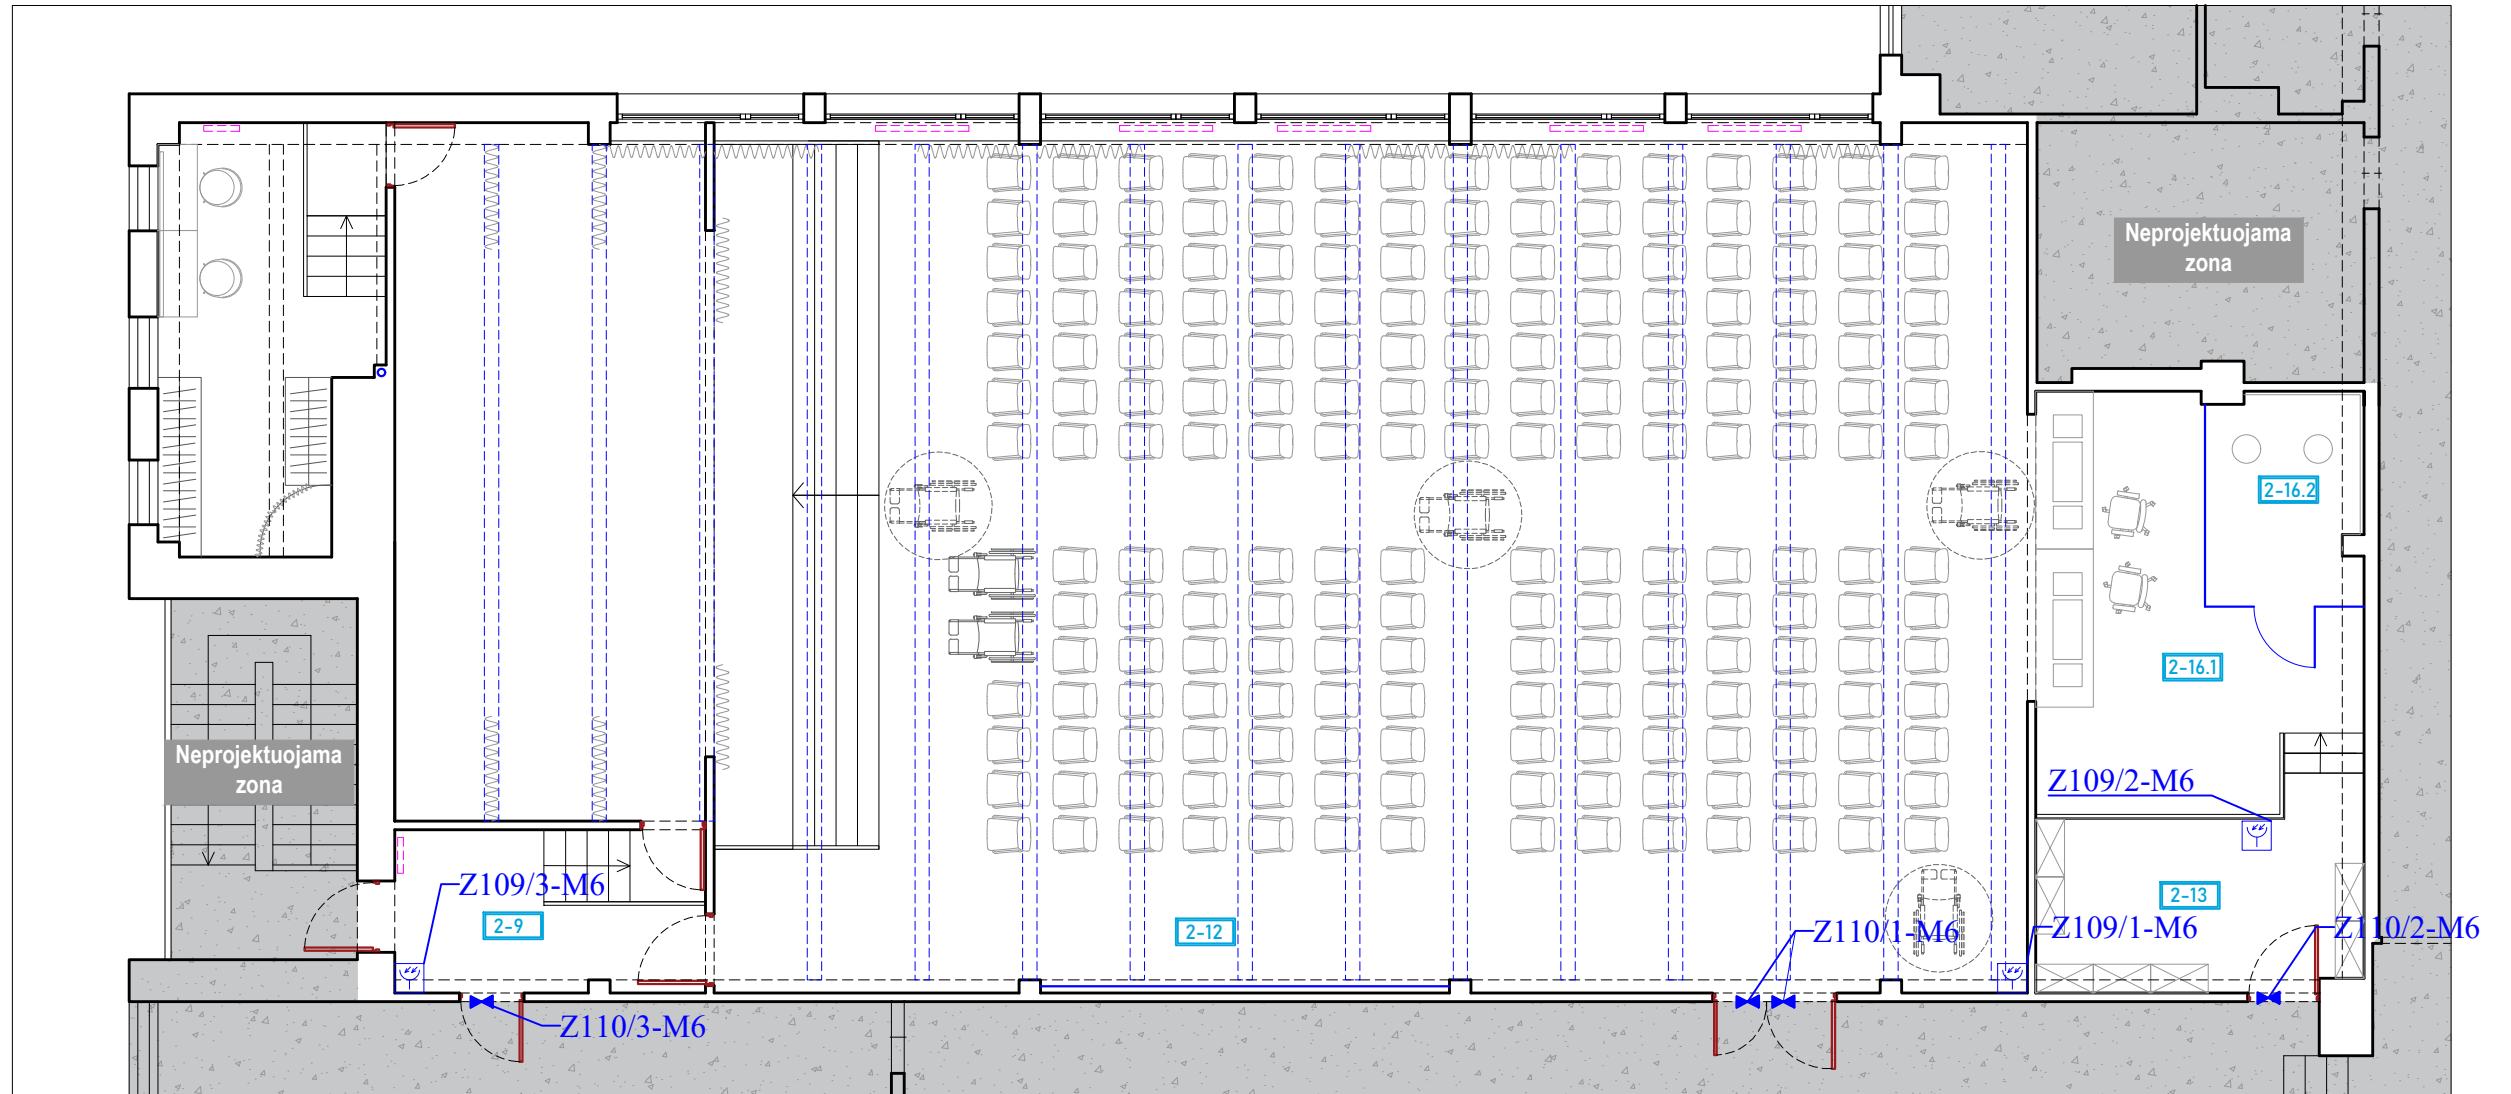 Neprojektuojama
zona
2-16.2
2-16.1
Neprojektuojama
zona
Z109/2-M6
Z109/3-M6
2-13
2-9
2-12
Z110/1-M6
Z109/1-M6
Z110/2-M6
Z110/3-M6